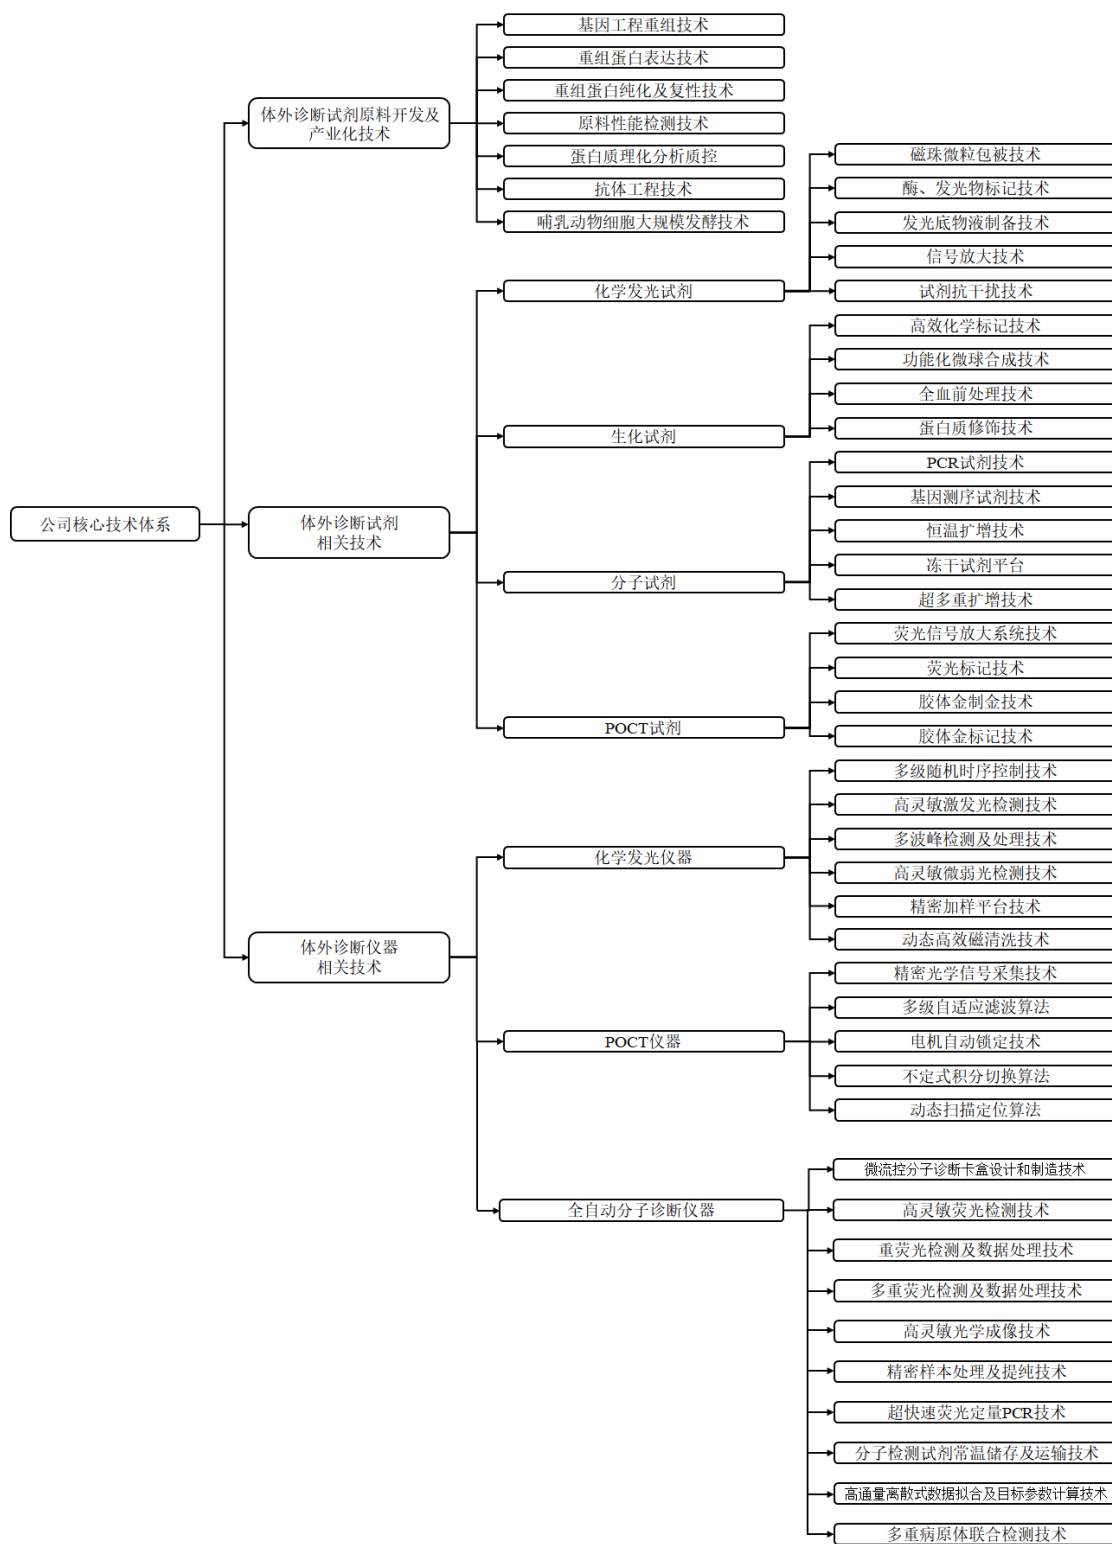 公司核心技术体系
体外诊断试剂原料开发及
产业化技术
基因工程重组技术
重组蛋白表达技术
重组蛋白纯化及复性技术
原料性能检测技术
蛋白质理化分析质控
抗体工程技术
哺乳动物细胞大规模发酵技术
体外诊断试剂
相关技术
化学发光试剂
磁珠微粒包被技术
酶、发光物标记技术
发光底物液制备技术
信号放大技术
试剂抗干扰技术
生化试剂
高效化学标记技术
功能化微球合成技术
全血前处理技术
蛋白质修饰技术
分子试剂
PCR试剂技术
基因测序试剂技术
恒温扩增技术
冻干试剂平台
超多重扩增技术
POCT试剂
荧光信号放大系统技术
荧光标记技术
胶体金制金技术
胶体金标记技术
体外诊断仪器
相关技术
化学发光仪器
多级随机时序控制技术
高灵敏激发光检测技术
多波峰检测及处理技术
高灵敏微弱光检测技术
精密加样平台技术
动态高效磁清洗技术
POCT仪器
精密光学信号采集技术
多级自适应滤波算法
电机自动锁定技术
不定式积分切换算法
动态扫描定位算法
全自动分子诊断仪器
微流控分子诊断卡盒设计和制造技术
高灵敏荧光检测技术
重荧光检测及数据处理技术
多重荧光检测及数据处理技术
高灵敏光学成像技术
精密样本处理及提纯技术
超快速荧光定量PCR技术
分子检测试剂常温储存及运输技术
高通量离散式数据拟合及目标参数计算技术
多重病原体联合检测技术